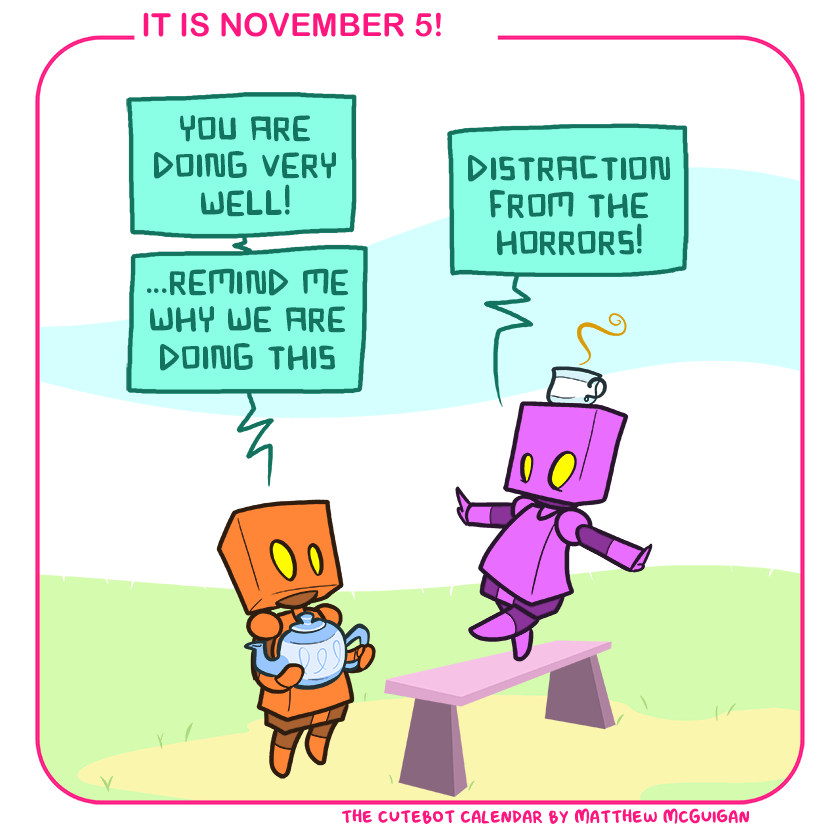 IT IS NOVEMBER 5!
YOU ARE
DOING VERY
WELL!
...REMIND ME
WHY WE ARE
DOING THIS
DISTRACTION
FROM THE
HORRORS!
THE CUTEBOT CALENDAR BY MATTHEW MCGUIGAN